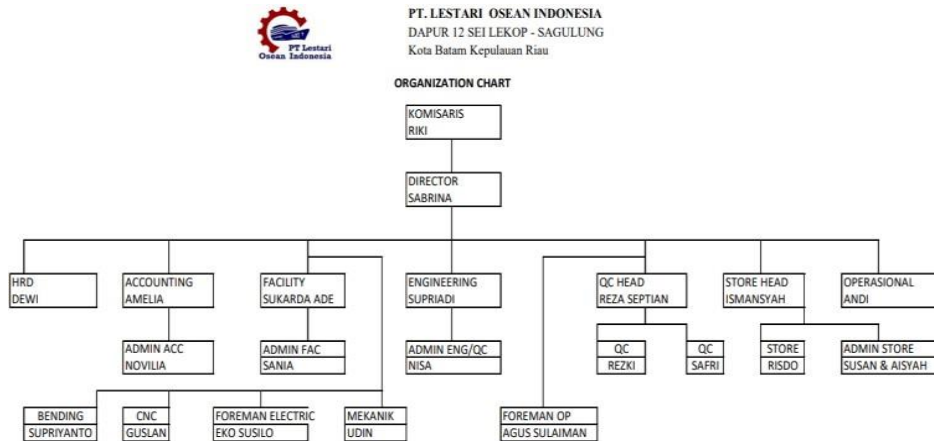 PT Lestari
Osean Indonesia
PT. LESTARI OSEAN INDONESIA
DAPUR 12 SEI LEKOP - SAGULUNG
Kota Batam Kepulauan Riau
ORGANIZATION CHART
KOMISARIS
RIKI
DIRECTOR
SABRINA
HRD
DEWI
ACCOUNTING
AMELIA
FACILITY
SUKARDA ADE
ENGINEERING
SUPRIADI
QC HEAD
REZA SEPTIAN
STORE HEAD
ISMANSYAH
OPERASIONAL
ANDI
ADMIN ACC
NOVILIA
ADMIN FAC
SANIA
ADMIN ENG/QC
NISA
QC
REZKI
QC
SAFRI
STORE
RISDO
ADMIN STORE
SUSAN & AISYAH
BENDING
SUPRIYANTO
CNC
GUSLAN
FOREMAN ELECTRIC
EKO SUSILO
MEKANIK
UDIN
FOREMAN OP
AGUS SULAIMAN